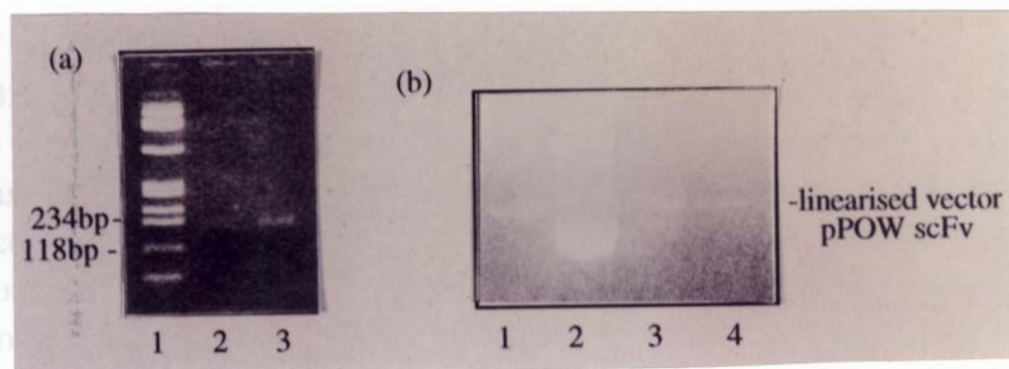 (a)
234bp-
118bp -
1 2 3
(b)
-linearised vector
pPOW scFv
1 2 3 4